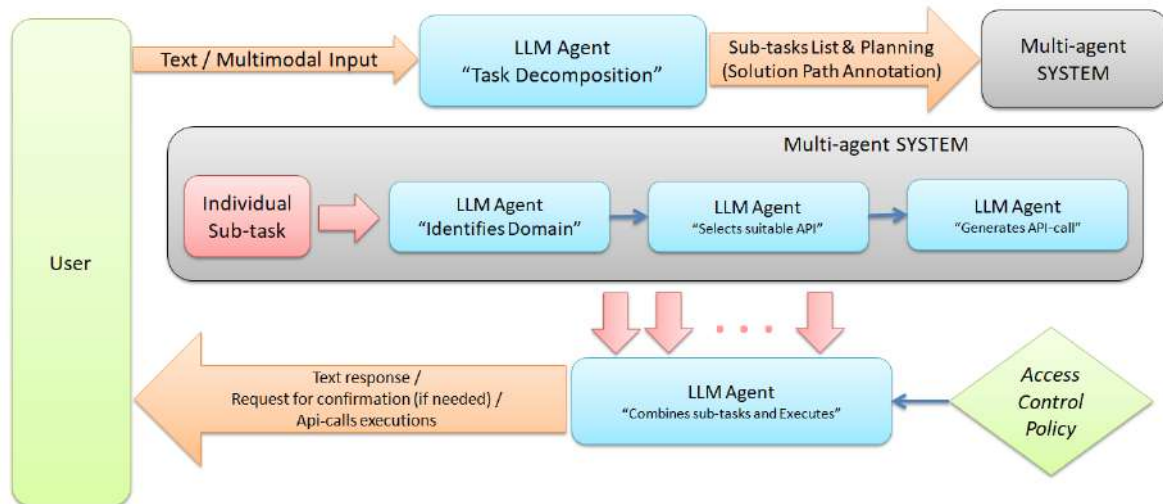 User
Text / Multimodal Input
LLM Agent
“Task Decomposition”
Sub-tasks List & Planning
(Solution Path Annotation)
Multi-agent
SYSTEM
Multi-agent SYSTEM
Individual
Sub-task
LLM Agent
“Identifies Domain”
LLM Agent
“Selects suitable API”
LLM Agent
“Generates API-call”
Text response /
Request for confirmation (if needed) /
Api-calls executions
LLM Agent
“Combines sub-tasks and Executes”
Access
Control
Policy